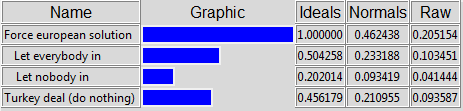 Name Graphic Ideals Normals Raw
Force european solution 1.000000 0.462438 0.205154
Let everybody in 0.504258 0.233188 0.103451
Let nobody in 0.202014 0.093419 0.041444
Turkey deal (do nothing) 0.456179 0.210955 0.093587